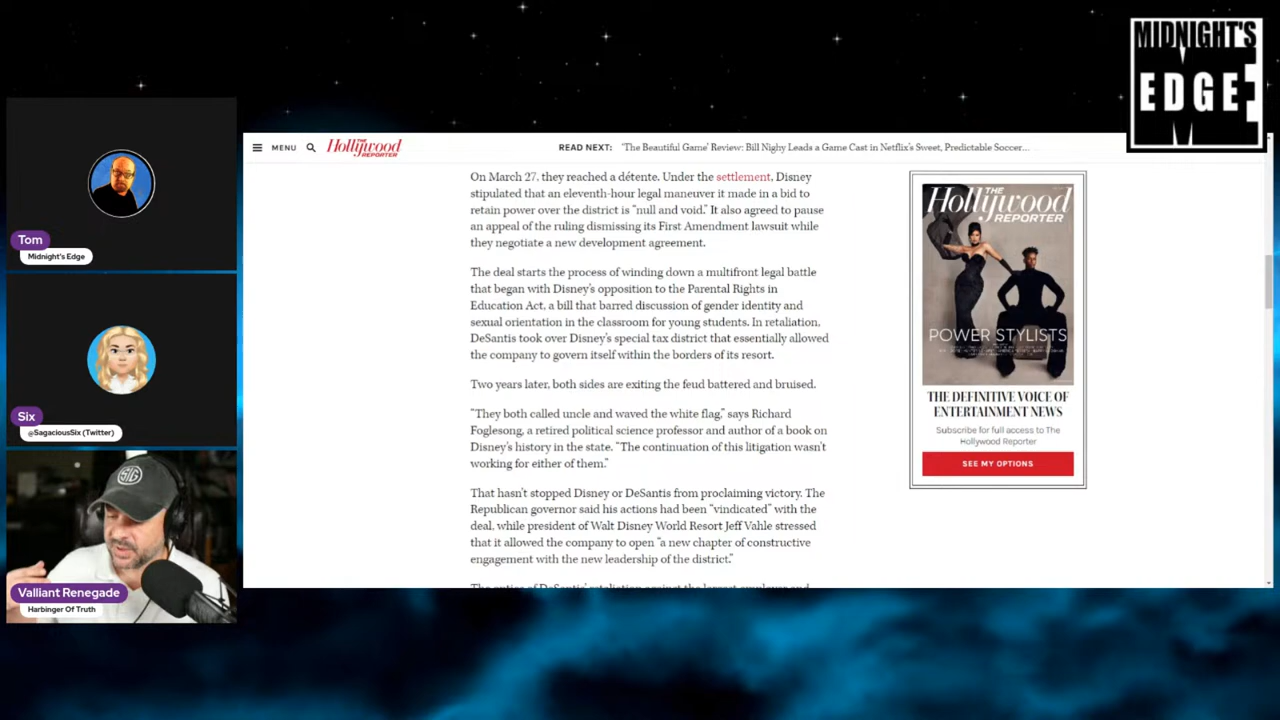 MIDNIGHT'S
EDGE
Tom
Midnight's Edge
Six
@SagaciousSix (Twitter)
SIG
Valliant Renegade
Harbinger Of Truth
MENU
THE
Hollywood
REPORTER
READ NEXT: 'The Beautiful Game' Review: Bill Nighy Leads a Game Cast in Netflix's Sweet, Predictable Soccer...
On March 27, they reached a détente. Under the settlement, Disney
stipulated that an eleventh-hour legal maneuver it made in a bid to
retain power over the district is "null and void." It also agreed to pause
an appeal of the ruling dismissing its First Amendment lawsuit while
they negotiate a new development agreement.
The deal starts the process of winding down a multifront legal battle
that began with Disney's opposition to the Parental Rights in
Education Act, a bill that barred discussion of gender identity and
sexual orientation in the classroom for young students. In retaliation,
DeSantis took over Disney's special tax district that essentially allowed
the company to govern itself within the borders of its resort.
Two years later, both sides are exiting the feud battered and bruised.
"They both called uncle and waved the white flag," says Richard
Foglesong, a retired political science professor and author of a book on
Disney's history in the state. "The continuation of this litigation wasn't
working for either of them."
That hasn't stopped Disney or DeSantis from proclaiming victory. The
Republican governor said his actions had been "vindicated" with the
deal, while president of Walt Disney World Resort Jeff Vahle stressed
that it allowed the company to open "a new chapter of constructive
engagement with the new leadership of the district."
THE
Hollywood
REPORTER
POWER STYLISTS
THE DEFINITIVE VOICE OF
ENTERTAINMENT NEWS
Subscribe for full access to The
Hollywood Reporter
SEE MY OPTIONS